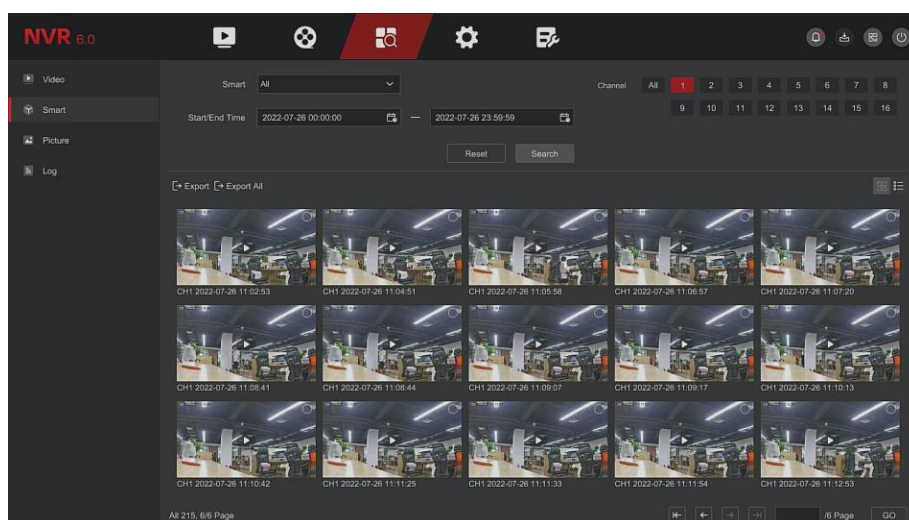 NVR 6.0
Video
Smart
Picture
Log
Smart All
Channel All 1 2 3 4 5 6 7 8
9 10 11 12 13 14 15 16
Start/End Time 2022-07-26 00:00:00 — 2022-07-26 23:59:59
Reset Search
Export Export All
CH1 2022-07-26 11:02:53 CH1 2022-07-26 11:04:51 CH1 2022-07-26 11:05:58 CH1 2022-07-26 11:06:57 CH1 2022-07-26 11:07:20
CH1 2022-07-26 11:08:41 CH1 2022-07-26 11:08:44 CH1 2022-07-26 11:09:07 CH1 2022-07-26 11:09:17 CH1 2022-07-26 11:10:13
CH1 2022-07-26 11:10:42 CH1 2022-07-26 11:11:25 CH1 2022-07-26 11:11:33 CH1 2022-07-26 11:11:54 CH1 2022-07-26 11:12:53
All 215, 6/6 Page /6 Page GO